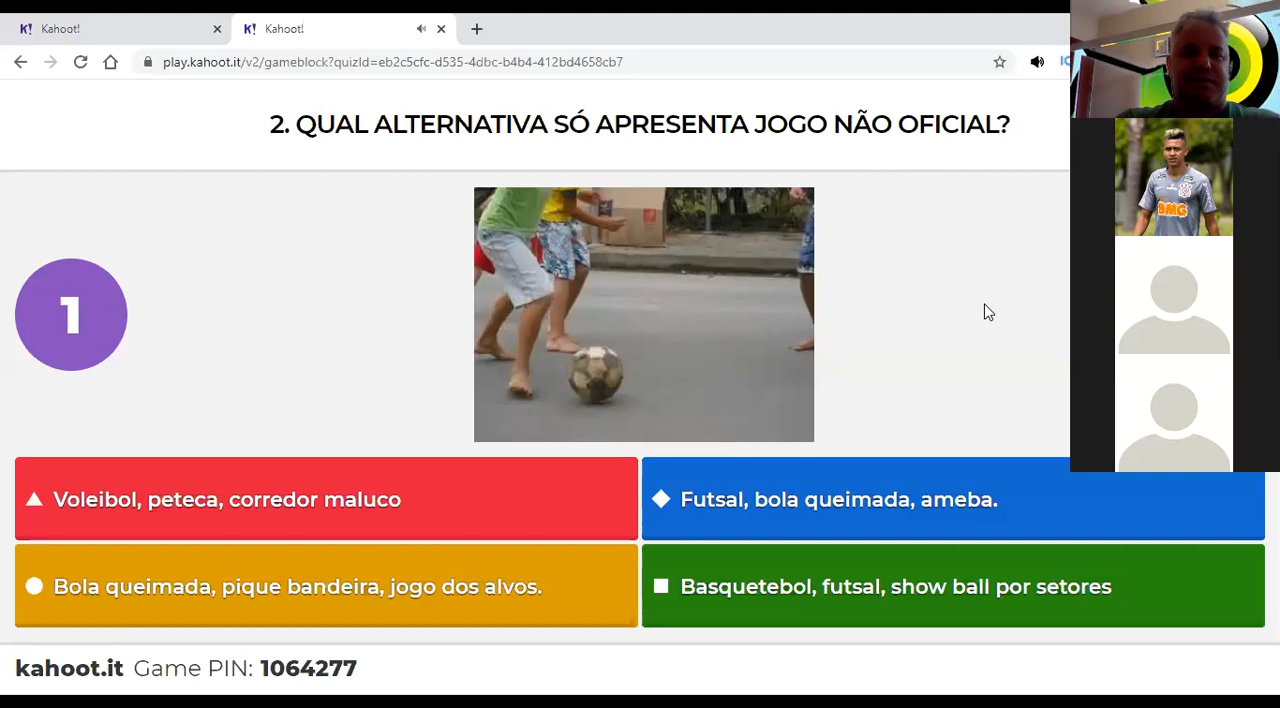 K! Kahoot!
K! Kahoot!
play.kahoot.it/v2/gameblock?quizId=eb2c5cfc-d535-4dbc-b4b4-412bd4658cb7
2. QUAL ALTERNATIVA SÓ APRESENTA JOGO NÃO OFICIAL?
BMG
1
Voleibol, peteca, corredor maluco
Futsal, bola queimada, ameba.
Bola queimada, pique bandeira, jogo dos alvos.
Basquetebol, futsal, show ball por setores
kahoot.it Game PIN: 1064277